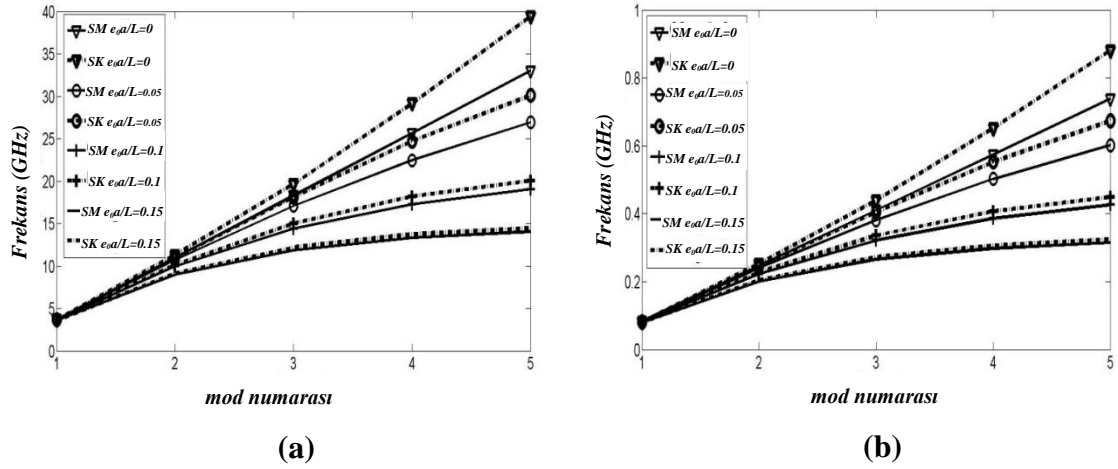 40
35
30
25
20
15
10
5
0
1
2
3
4
5
Frekans (GHz)
mod numarası
SM e₀a/L=0
SK e₀a/L=0
SM e₀a/L=0.05
SK e₀a/L=0.05
SM e₀a/L=0.1
SK e₀a/L=0.1
SM e₀a/L=0.15
SK e₀a/L=0.15
(a)
1
0.8
0.6
0.4
0.2
0
1
2
3
4
5
Frekans (GHz)
mod numarası
SM e₀a/L=0
SK e₀a/L=0
SM e₀a/L=0.05
SK e₀a/L=0.05
SM e₀a/L=0.1
SK e₀a/L=0.1
SM e₀a/L=0.15
SK e₀a/L=0.15
(b)